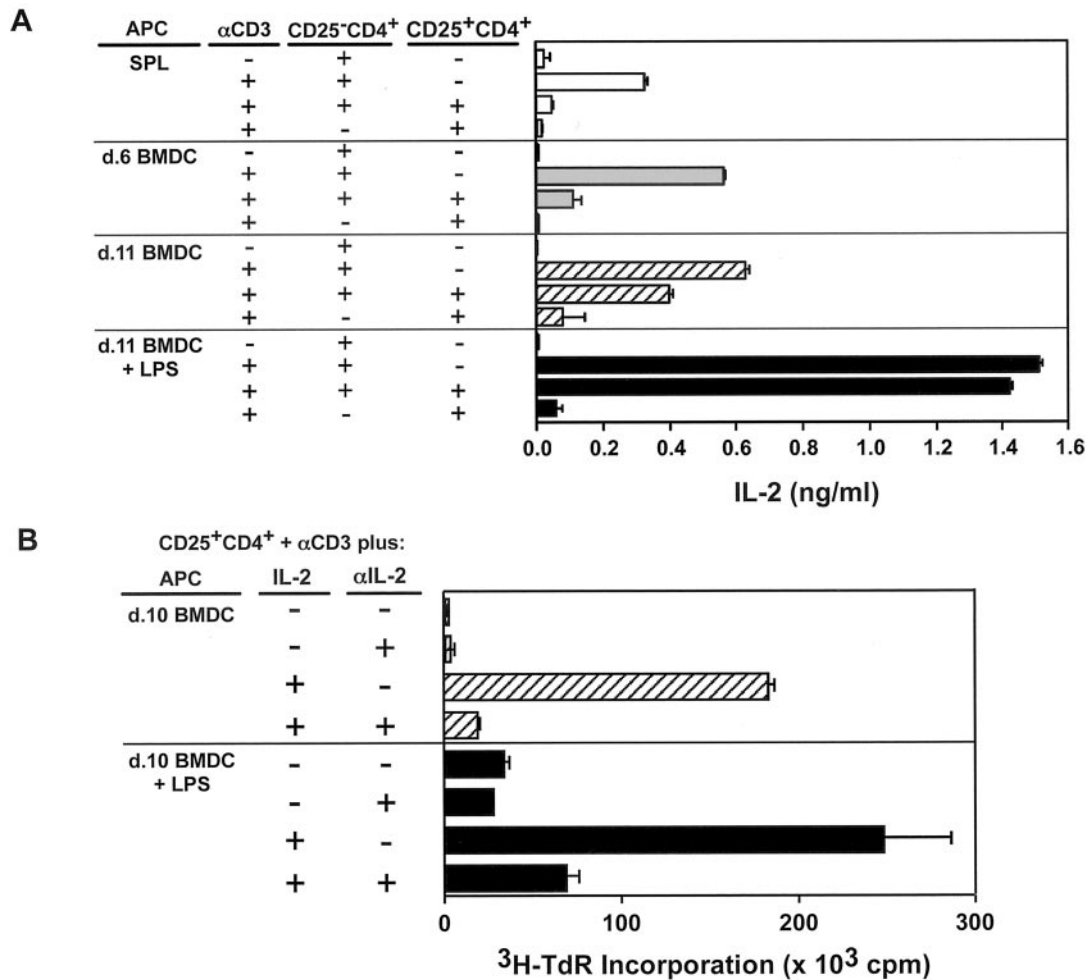 A
APC αCD3 CD25⁻CD4⁺ CD25⁺CD4⁺
SPL - + -
+ + -
+ + +
+ - +
d.6 BMDC - + -
+ + -
+ + +
+ - +
d.11 BMDC - + -
+ + -
+ + +
+ - +
d.11 BMDC - + -
+ LPS + + -
+ + +
+ - +
0.0 0.2 0.4 0.6 0.8 1.0 1.2 1.4 1.6
IL-2 (ng/ml)
B
CD25⁺CD4⁺ + αCD3 plus:
APC IL-2 αIL-2
d.10 BMDC - -
- +
+ -
+ +
d.10 BMDC - -
+ LPS
- +
+ -
+ +
0 100 200 300
³H-TdR Incorporation (x 10³ cpm)